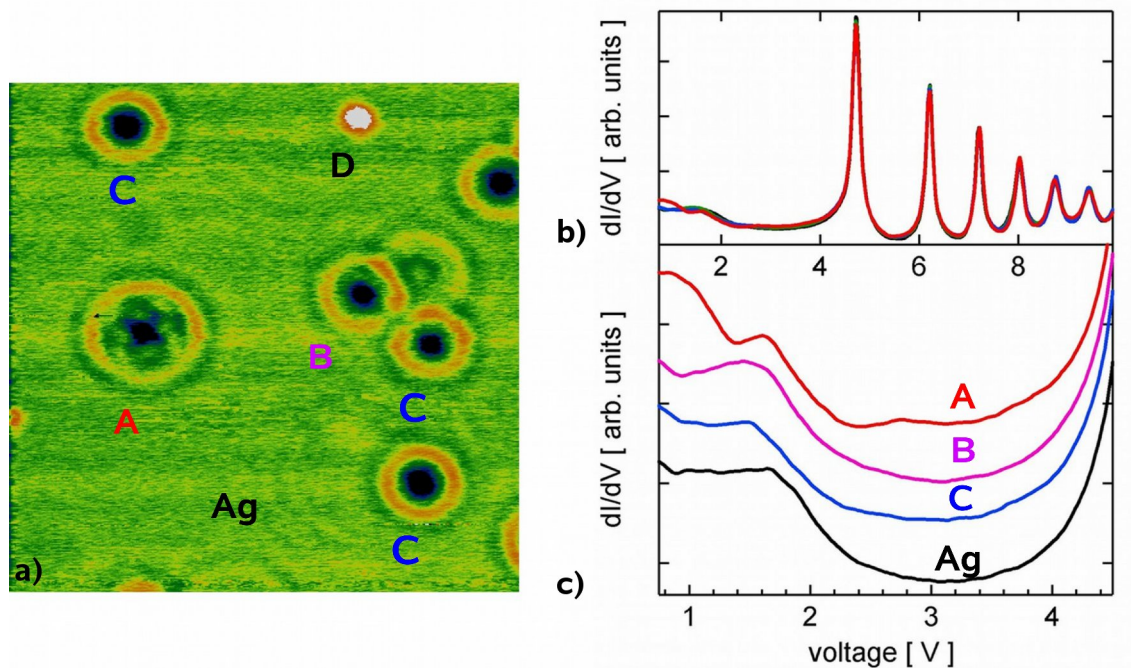 a)
C
D
A
B
C
C
Ag
b)
dI/dV [ arb. units ]
2
4
6
8
c)
dI/dV [ arb. units ]
A
B
C
Ag
1
2
3
4
voltage [ V ]